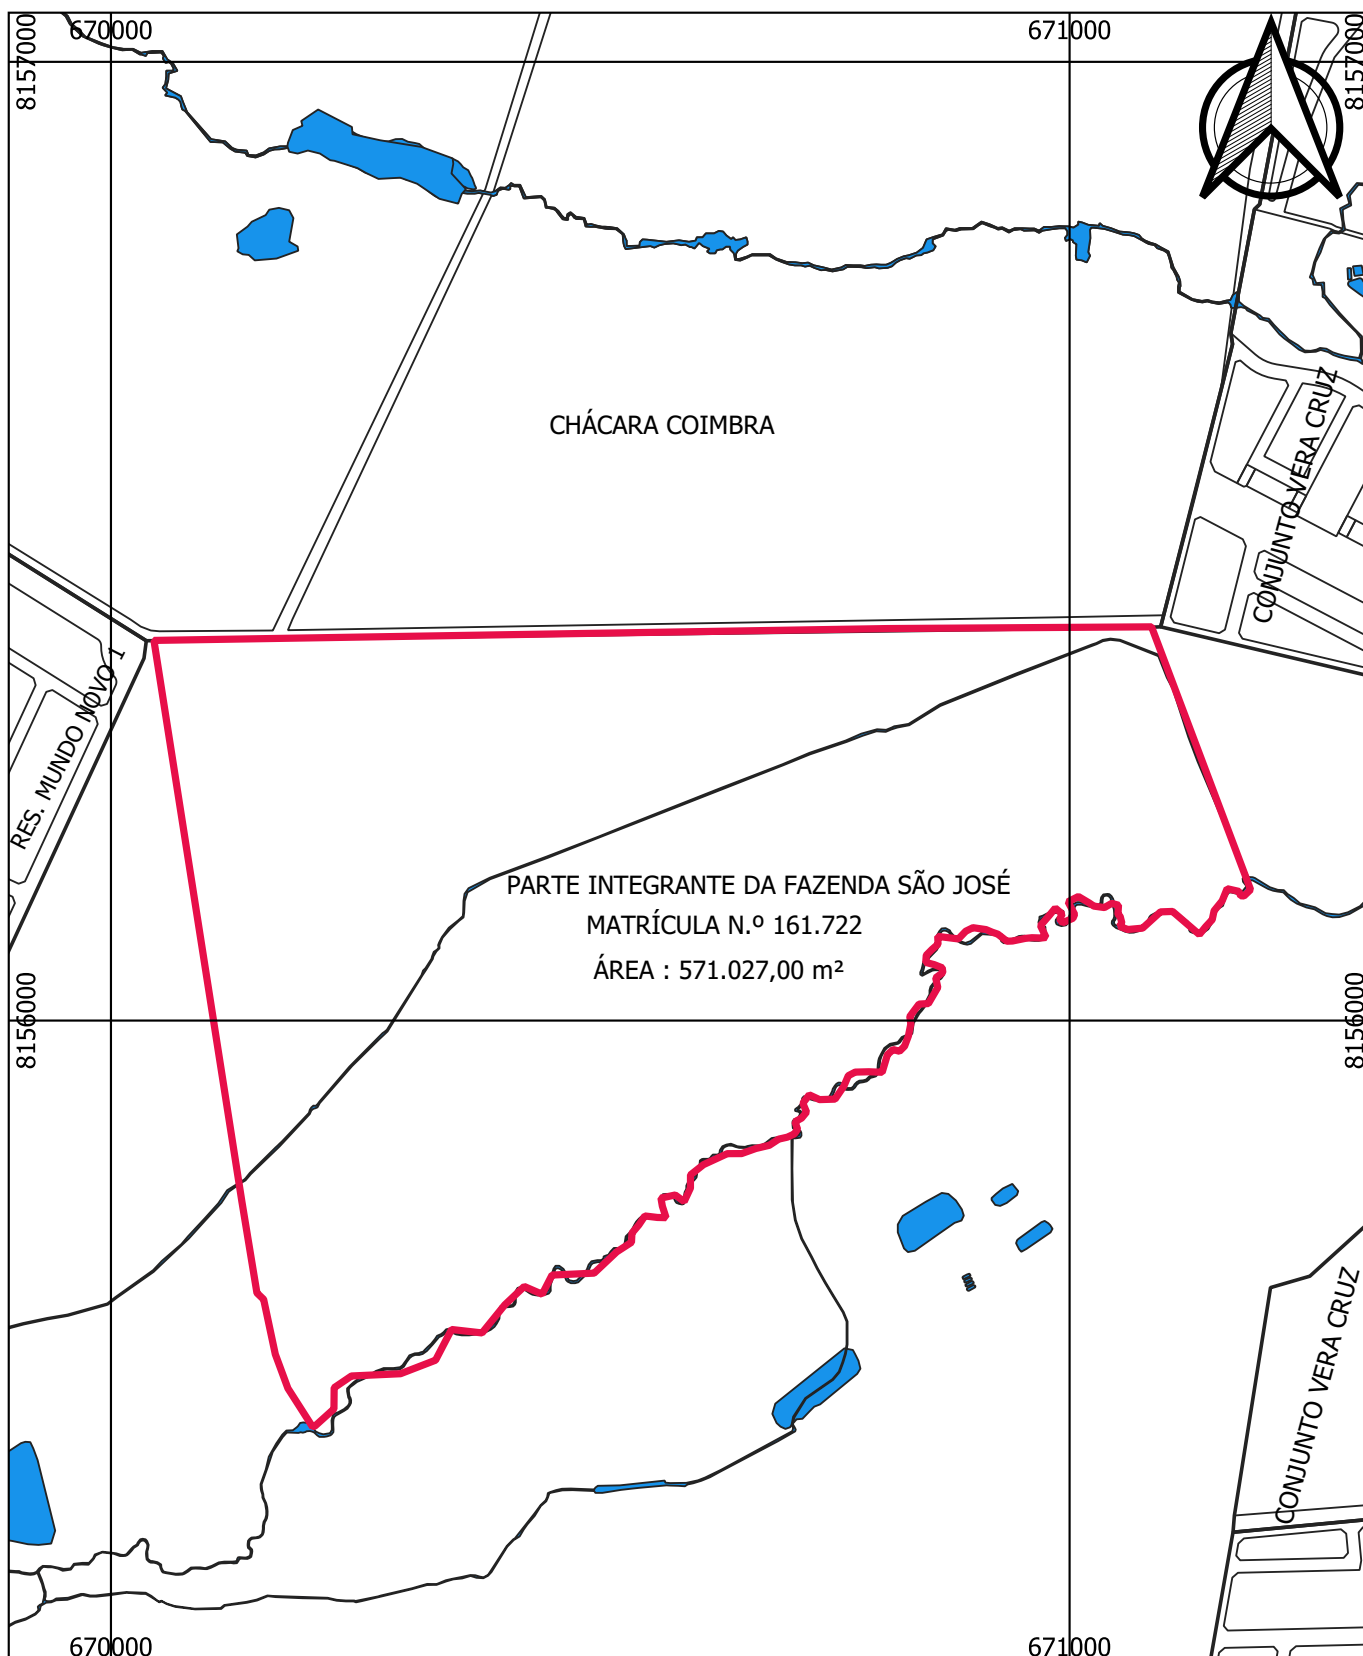 670000
671000
8157000
8157000
CHÁCARA COIMBRA
CONJUNTO VERA CRUZ
RES. MUNDO NOVO 1
PARTE INTEGRANTE DA FAZENDA SÃO JOSÉ
MATRÍCULA N.º 161.722
ÁREA : 571.027,00 m²
8156000
8156000
CONJUNTO VERA CRUZ
670000
671000